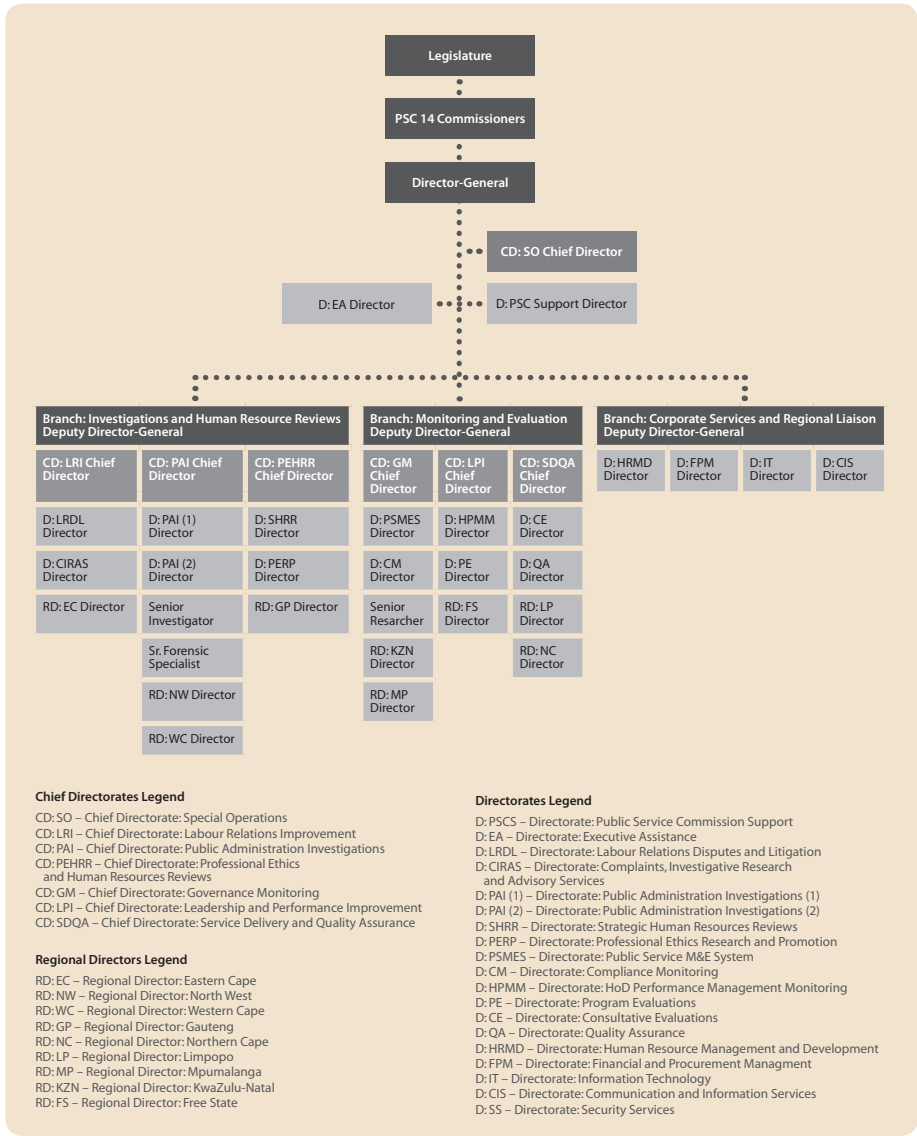 Legislature
PSC 14 Commissioners
Director-General
CD: SO Chief Director
D: EA Director
D: PSC Support Director
Branch: Investigations and Human Resource Reviews
Deputy Director-General
CD: LRI Chief
Director
CD: PAI Chief
Director
CD: PEHRR
Chief Director
D: LRDL
Director
D: PAI (1)
Director
D: SHRR
Director
D: CIRAS
Director
D: PAI (2)
Director
D: PERP
Director
RD: EC Director
Senior
Investigator
RD: GP Director
Sr. Forensic
Specialist
RD: NW Director
RD: WC Director
Branch: Monitoring and Evaluation
Deputy Director-General
CD: GM
Chief
Director
CD: LPI
Chief
Director
CD: SDQA
Chief
Director
D: PSMES
Director
D: HPMM
Director
D: CE
Director
D: CM
Director
D: PE
Director
D: QA
Director
Senior
Resarcher
RD: FS
Director
RD: LP
Director
RD: KZN
Director
RD: NC
Director
RD: MP
Director
Branch: Corporate Services and Regional Liaison
Deputy Director-General
D: HRMD
Director
D: FPM
Director
D: IT
Director
D: CIS
Director
Chief Directorates Legend
CD: SO – Chief Directorate: Special Operations
CD: LRI – Chief Directorate: Labour Relations Improvement
CD: PAI – Chief Directorate: Public Administration Investigations
CD: PEHRR – Chief Directorate: Professional Ethics
and Human Resources Reviews
CD: GM – Chief Directorate: Governance Monitoring
CD: LPI – Chief Directorate: Leadership and Performance Improvement
CD: SDQA – Chief Directorate: Service Delivery and Quality Assurance
Regional Directors Legend
RD: EC – Regional Director: Eastern Cape
RD: NW – Regional Director: North West
RD: WC – Regional Director: Western Cape
RD: GP – Regional Director: Gauteng
RD: NC – Regional Director: Northern Cape
RD: LP – Regional Director: Limpopo
RD: MP – Regional Director: Mpumalanga
RD: KZN – Regional Director: KwaZulu-Natal
RD: FS – Regional Director: Free State
Directorates Legend
D: PSCS – Directorate: Public Service Commission Support
D: EA – Directorate: Executive Assistance
D: LRDL – Directorate: Labour Relations Disputes and Litigation
D: CIRAS – Directorate: Complaints, Investigative Research
and Advisory Services
D: PAI (1) – Directorate: Public Administration Investigations (1)
D: PAI (2) – Directorate: Public Administration Investigations (2)
D: SHRR – Directorate: Strategic Human Resources Reviews
D: PERP – Directorate: Professional Ethics Research and Promotion
D: PSMES – Directorate: Public Service M&E System
D: CM – Directorate: Compliance Monitoring
D: HPMM – Directorate: HoD Performance Management Monitoring
D: PE – Directorate: Program Evaluations
D: CE – Directorate: Consultative Evaluations
D: QA – Directorate: Quality Assurance
D: HRMD – Directorate: Human Resource Management and Development
D: FPM – Directorate: Financial and Procurement Managment
D: IT – Directorate: Information Technology
D: CIS – Directorate: Communication and Information Services
D: SS – Directorate: Security Services